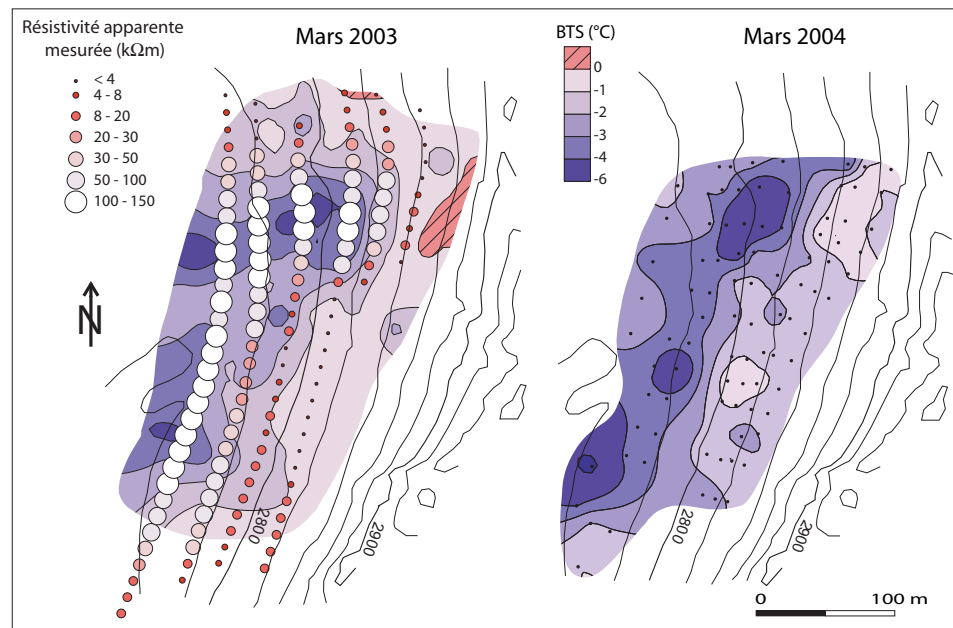 Résistivité apparente
mesurée (kΩm)
< 4
4 - 8
8 - 20
20 - 30
30 - 50
50 - 100
100 - 150
Mars 2003
N
2800
2900
BTS (°C)
0
-1
-2
-3
-4
-6
Mars 2004
N
2800
2900
0 100 m